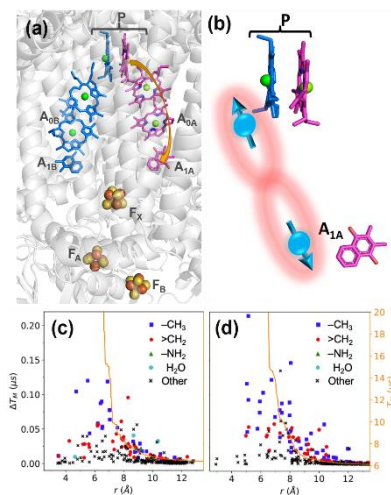 (a)
P
A0B
A0A
A1B
A1A
FX
FA
FB
(b)
P
A1A
(c)
–CH3
>CH2
–NH2
H2O
Other
ΔTM (μs)
0.20
0.15
0.10
0.05
0.00
4 6 8 10 12
r (Å)
(d)
–CH3
>CH2
–NH2
H2O
Other
20
18
16
14
12
10
8
6
4 6 8 10 12
r (Å)